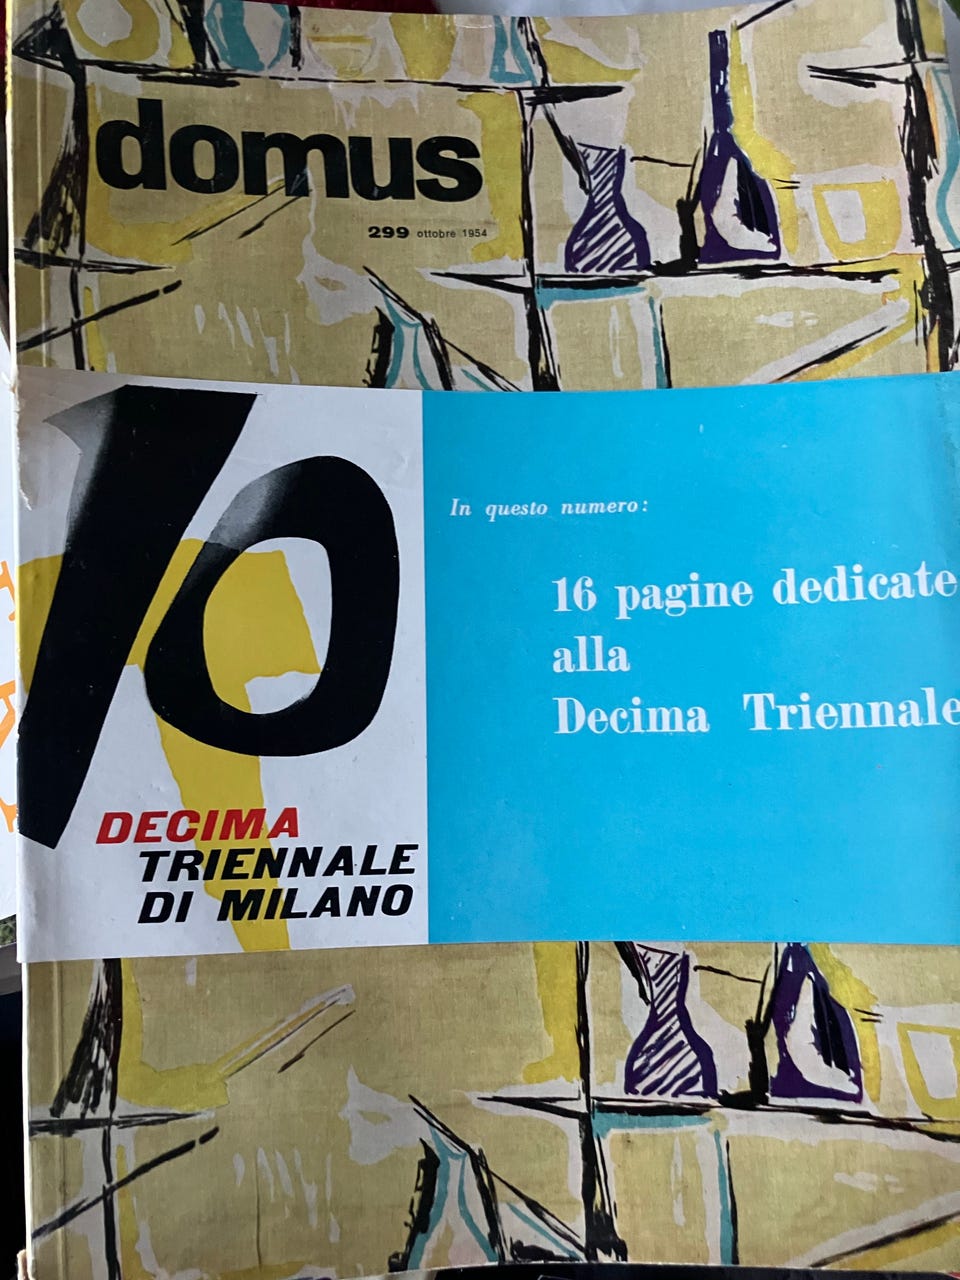 domus
299 ottobre 1954
10
In questo numero:
16 pagine dedicate
alla
Decima Triennale
DECIMA
TRIENNALE
DI MILANO